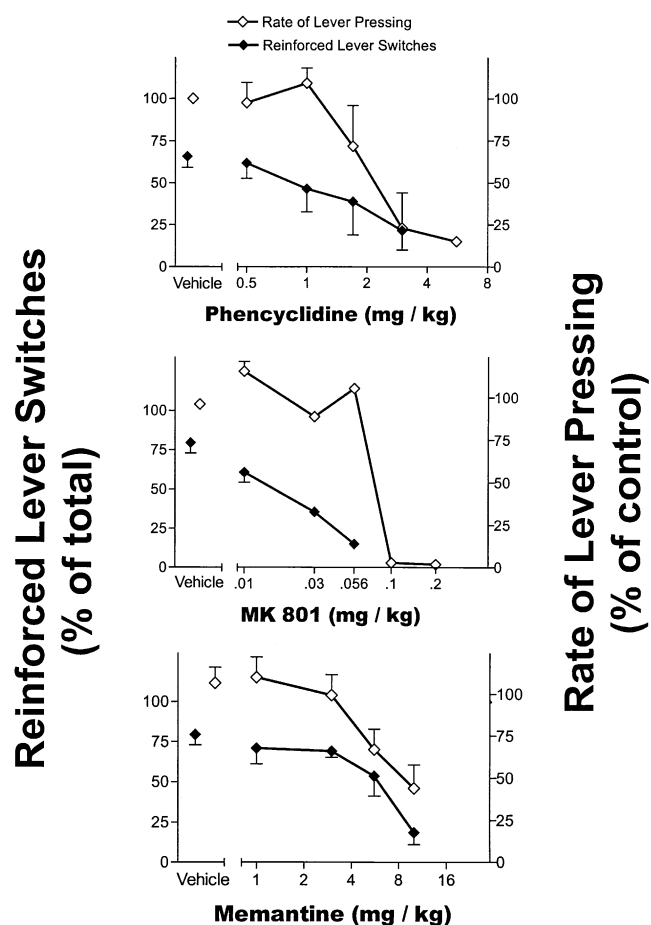 Rate of Lever Pressing
Reinforced Lever Switches
Reinforced Lever Switches
(% of total)
Rate of Lever Pressing
(% of control)
100
75
50
25
0
100
75
50
25
0
Vehicle
0.5 1 2 4 8
Phencyclidine (mg / kg)
100
75
50
25
0
100
75
50
25
0
Vehicle
.01 .03 .056 .1 .2
MK 801 (mg / kg)
100
75
50
25
0
100
75
50
25
0
Vehicle
1 2 4 8 16
Memantine (mg / kg)